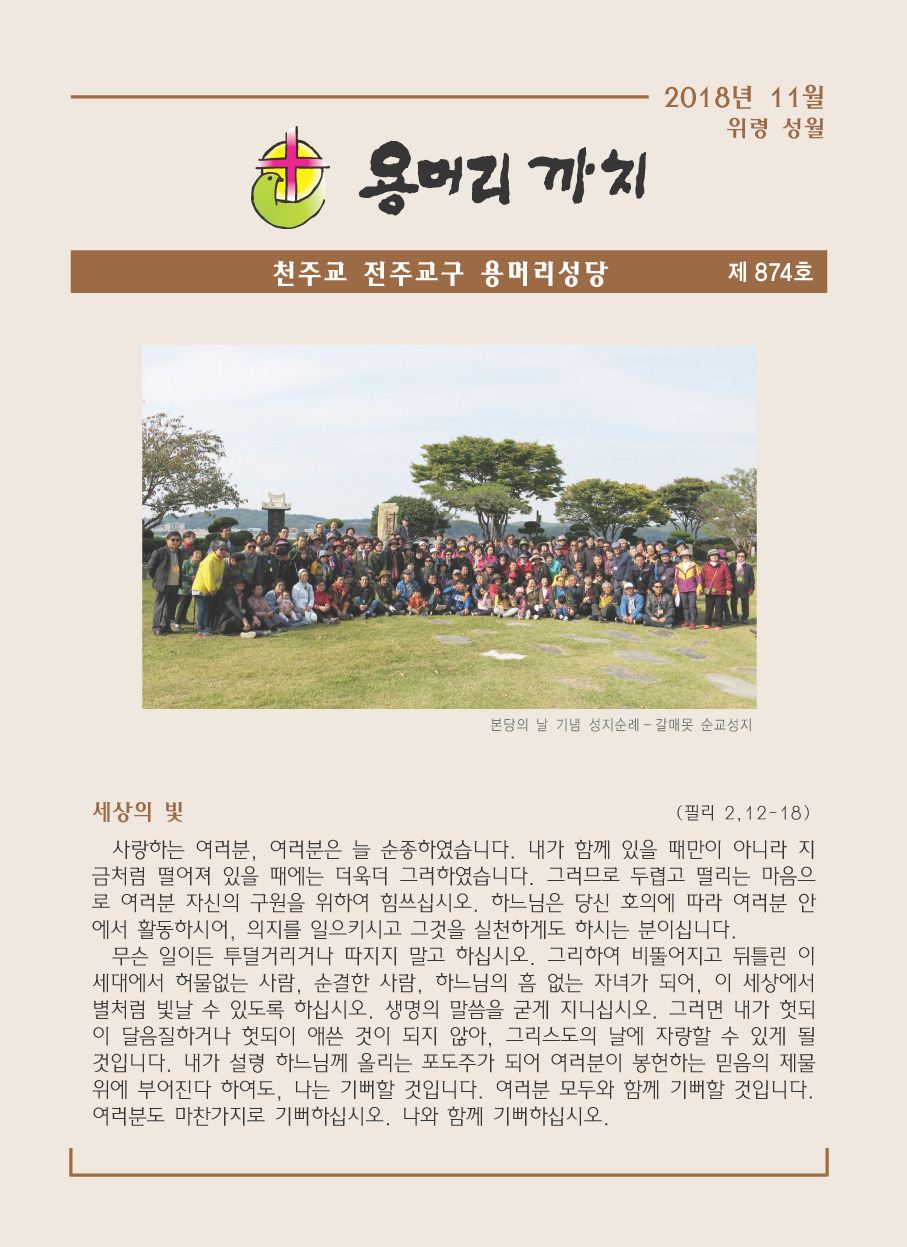 2018년 11월
위령 성월
용머리 까치
천주교 전주교구 용머리성당
제 874호
본당의 날 기념 성지순례 – 갈매못 순교성지
세상의 빛
(필리 2,12-18)
사랑하는 여러분, 여러분은 늘 순종하였습니다. 내가 함께 있을 때만이 아니라 지
금처럼 떨어져 있을 때에는 더욱더 그러하였습니다. 그러므로 두렵고 떨리는 마음으
로 여러분 자신의 구원을 위하여 힘쓰십시오. 하느님은 당신 호의에 따라 여러분 안
에서 활동하시어, 의지를 일으키시고 그것을 실천하게도 하시는 분이십니다.
무슨 일이든 투덜거리거나 따지지 말고 하십시오. 그리하여 비뚤어지고 뒤틀린 이
세대에서 허물없는 사람, 순결한 사람, 하느님의 흠 없는 자녀가 되어, 이 세상에서
별처럼 빛날 수 있도록 하십시오. 생명의 말씀을 굳게 지니십시오. 그러면 내가 헛되
이 달음질하거나 헛되이 애쓴 것이 되지 않아, 그리스도의 날에 자랑할 수 있게 될
것입니다. 내가 설령 하느님께 올리는 포도주가 되어 여러분이 봉헌하는 믿음의 제물
위에 부어진다 하여도, 나는 기뻐할 것입니다. 여러분 모두와 함께 기뻐할 것입니다.
여러분도 마찬가지로 기뻐하십시오. 나와 함께 기뻐하십시오.